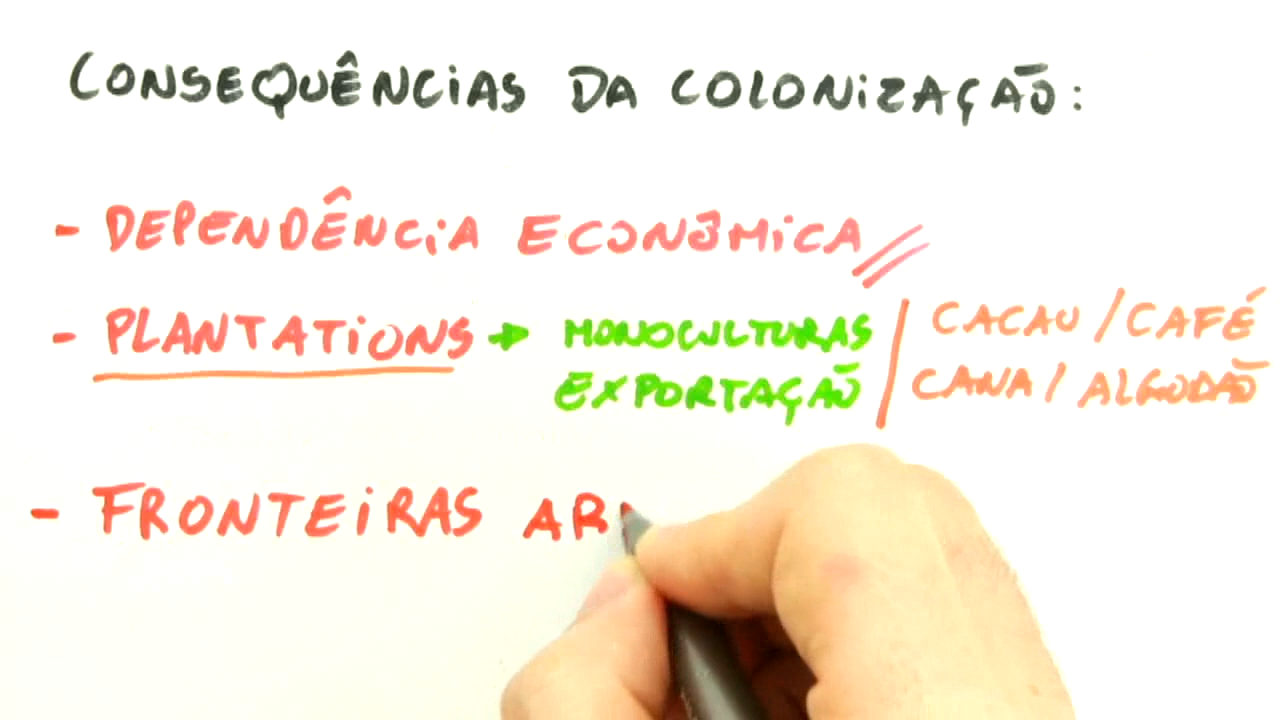 CONSEQUÊNCIAS DA COLONIZAÇÃO:
- DEPENDÊNCIA ECONÔMICA//
- PLANTATIONS → MONOCULTURAS / CACAU / CAFÉ
EXPORTAÇÃO / CANA / ALGODÃO
- FRONTEIRAS AR